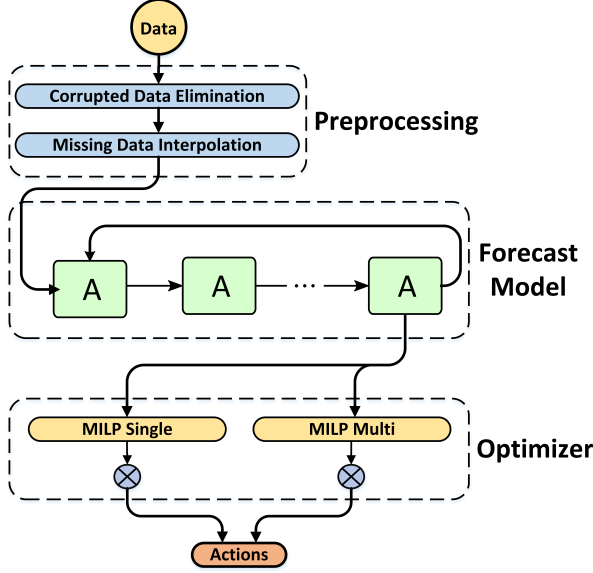 Data
Corrupted Data Elimination
Missing Data Interpolation
Preprocessing
A
A
...
A
Forecast
Model
MILP Single
MILP Multi
Optimizer
Actions